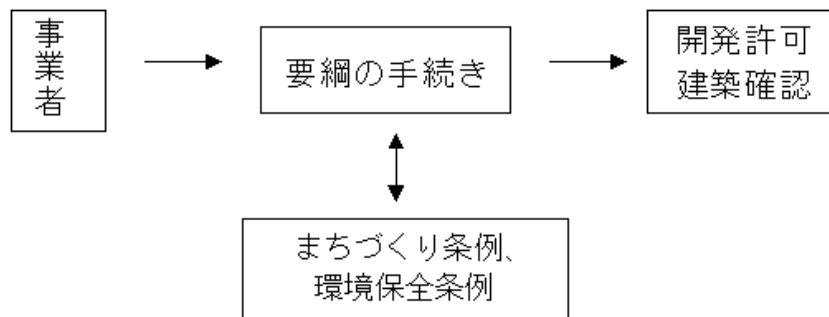 事業者
要綱の手続き
開発許可
建築確認
まちづくり条例、
環境保全条例